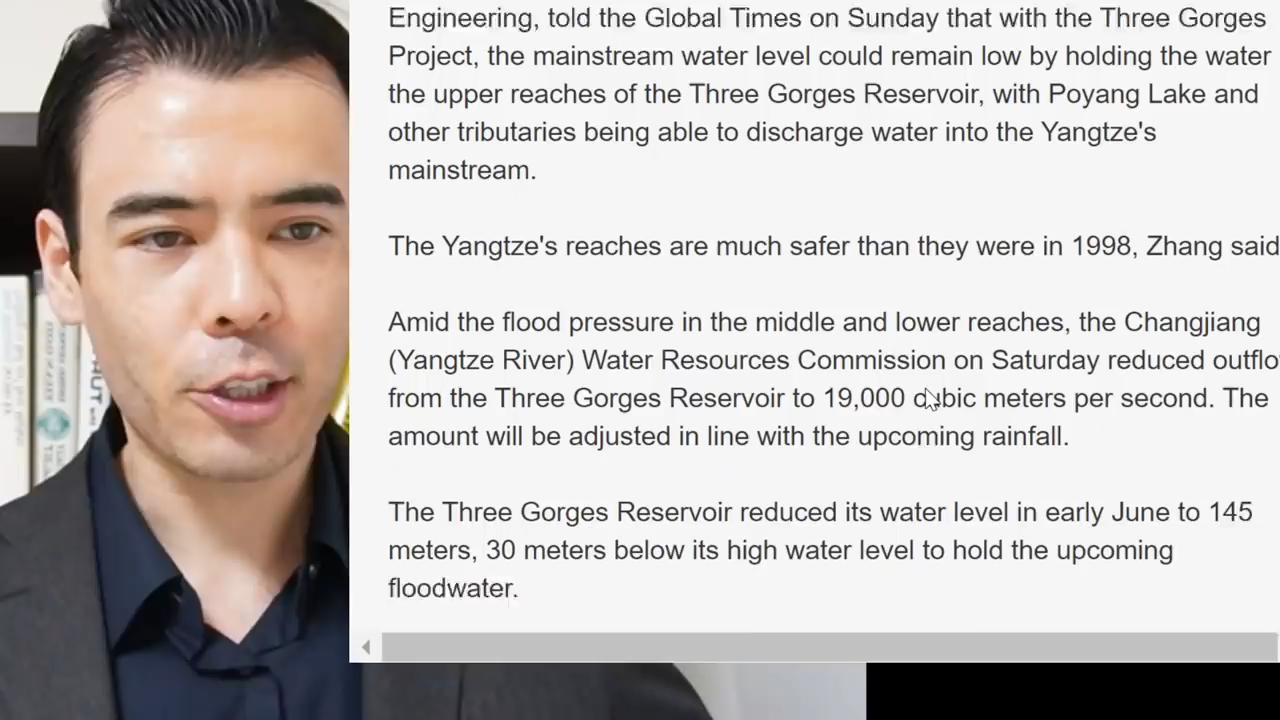 Engineering, told the Global Times on Sunday that with the Three Gorges
Project, the mainstream water level could remain low by holding the water
the upper reaches of the Three Gorges Reservoir, with Poyang Lake and
other tributaries being able to discharge water into the Yangtze's
mainstream.
The Yangtze's reaches are much safer than they were in 1998, Zhang said
Amid the flood pressure in the middle and lower reaches, the Changjiang
(Yangtze River) Water Resources Commission on Saturday reduced outflo
from the Three Gorges Reservoir to 19,000 cubic meters per second. The
amount will be adjusted in line with the upcoming rainfall.
The Three Gorges Reservoir reduced its water level in early June to 145
meters, 30 meters below its high water level to hold the upcoming
floodwater.